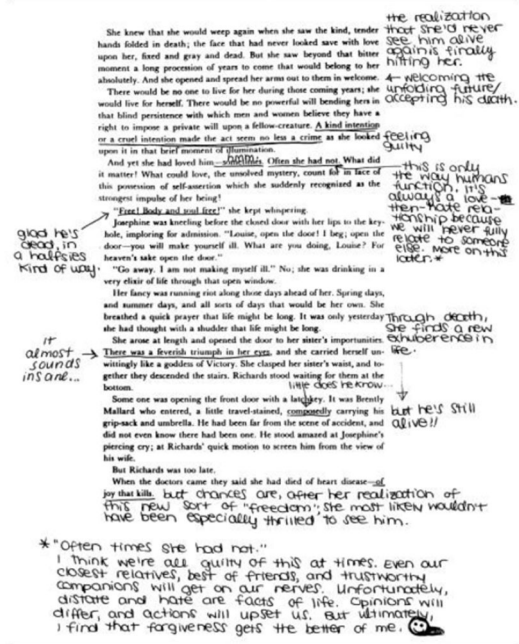 She knew that she would weep again when she saw the kind, tender
hands folded in death; the face that had never looked save with love
upon her, fixed and gray and dead. But she saw beyond that bitter
moment a long procession of years to come that would belong to her
absolutely. And she opened and spread her arms out to them in welcome.
There would be no one to live for her during those coming years; she
would live for herself. There would be no powerful will bending hers in
that blind persistence with which men and women believe they have a
right to impose a private will upon a fellow-creature. A kind intention
or a cruel intention made the act seem no less a crime as she looked
upon it in that brief moment of illumination.
And yet she had loved him—sometimes. Often she had not. What did
it matter! What could love, the unsolved mystery, count for in face of
this possession of self-assertion which she suddenly recognized as the
strongest impulse of her being!
"Free! Body and soul free!" she kept whispering.
Josephine was kneeling before the closed door with her lips to the key-
hole, imploring for admission. "Louise, open the door! I beg; open the
door—you will make yourself ill. What are you doing, Louise? For
heaven's sake open the door."
"Go away. I am not making myself ill." No; she was drinking in a
very elixir of life through that open window.
Her fancy was running riot along those days ahead of her. Spring days,
and summer days, and all sorts of days that would be her own. She
breathed a quick prayer that life might be long. It was only yesterday
she had thought with a shudder that life might be long.
She arose at length and opened the door to her sister's importunities.
There was a feverish triumph in her eyes, and she carried herself un-
wittingly like a goddess of Victory. She clasped her sister's waist, and to-
gether they descended the stairs. Richards stood waiting for them at the
bottom.
Some one was opening the front door with a latchkey. It was Brently
Mallard who entered, a little travel-stained, composedly carrying his
grip-sack and umbrella. He had been far from the scene of accident, and
did not even know there had been one. He stood amazed at Josephine's
piercing cry; at Richards' quick motion to screen him from the view of
his wife.
But Richards was too late.
When the doctors came they said she had died of heart disease—of
joy that kills.
the realization
that she'd never
see him alive
again is finally
hitting her.
← welcoming the
unfolding future/
accepting his death.
feeling
guilty
hmm.
this is only
the way humans
function. it's
always a love-
then-hate rela-
tionship because
we will never fully
relate to someone
else. More on this
later.*
glad he's
dead, in
a halfsies
kind of way.
Through death,
she finds a new
exhuberence in
life.
it
almost
sounds
insane...
little does he know...
but he's still
alive!!
but chances are, after her realization of
this new sort of "freedom"; she most likely wouldn't
have been especially thrilled to see him.
* "Often times she had not."
I think we're all guilty of this at times. Even our
closest relatives, best of friends, and trustworthy
companions will get on our nerves. Unfortunately,
distate and hate are facts of life. Opinions will
differ, and actions will upset us. But ultimately,
I find that forgiveness gets the better of me.